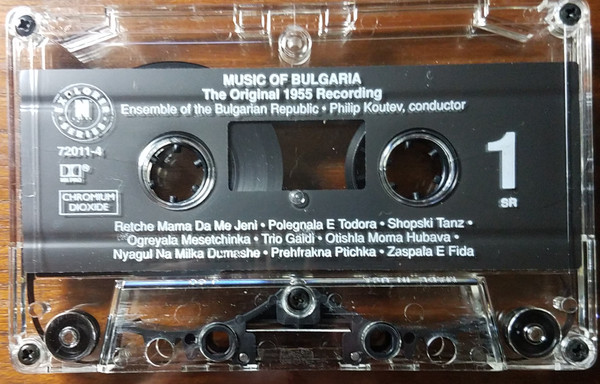 MUSIC OF BULGARIA
The Original 1955 Recording
Ensemble of the Bulgarian Republic • Philip Koutev, conductor
EXPLORER
N
SERIES
72011-4
CHROMIUM
DIOXIDE
1
SR
Retche Mama Da Me Jeni • Polegnala E Todora • Shopski Tanz •
Ogreyala Mesetchinka • Trio Gaidi • Otishla Moma Hubava •
Nyagul Na Milka Dumashe • Prehfrakna Ptichka • Zaspala E Fida